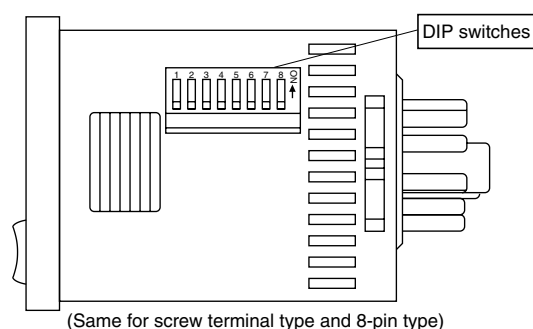 DIP switches
1 2 3 4 5 6 7 8 ON
(Same for screw terminal type and 8-pin type)